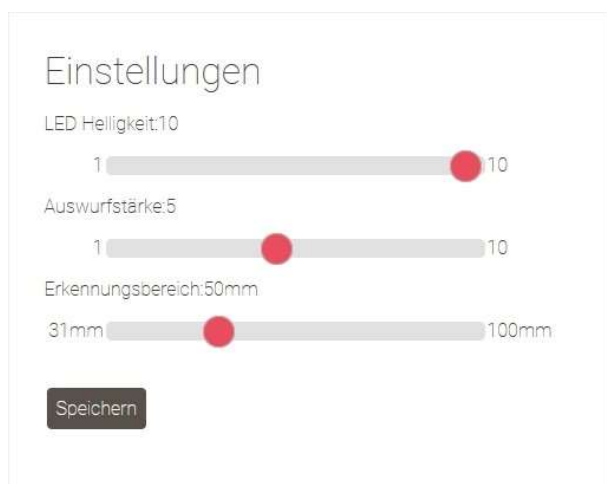 Einstellungen
LED Helligkeit:10
1 10
Auswurfstärke:5
1 10
Erkennungsbereich:50mm
31mm 100mm
Speichern